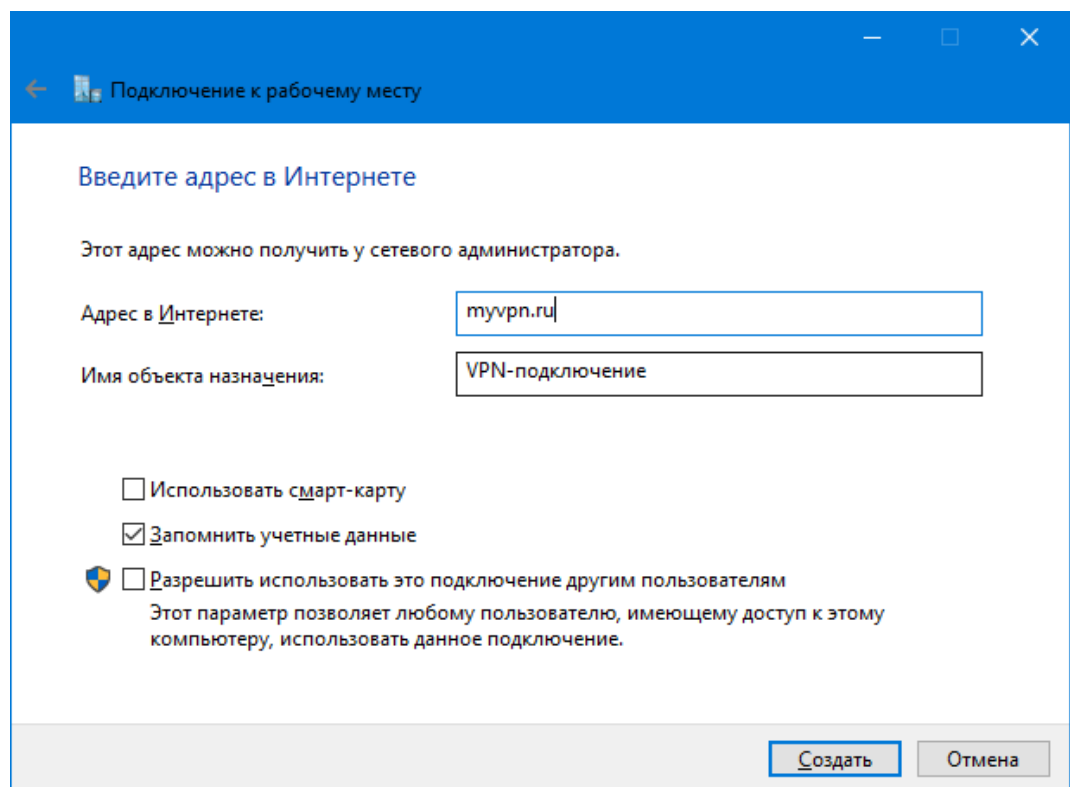 Подключение к рабочему месту
Введите адрес в Интернете
Этот адрес можно получить у сетевого администратора.
Адрес в Интернете: myvpn.ru
Имя объекта назначения: VPN-подключение
Использовать смарт-карту
Запомнить учетные данные
Разрешить использовать это подключение другим пользователям
Этот параметр позволяет любому пользователю, имеющему доступ к этому
компьютеру, использовать данное подключение.
Создать Отмена